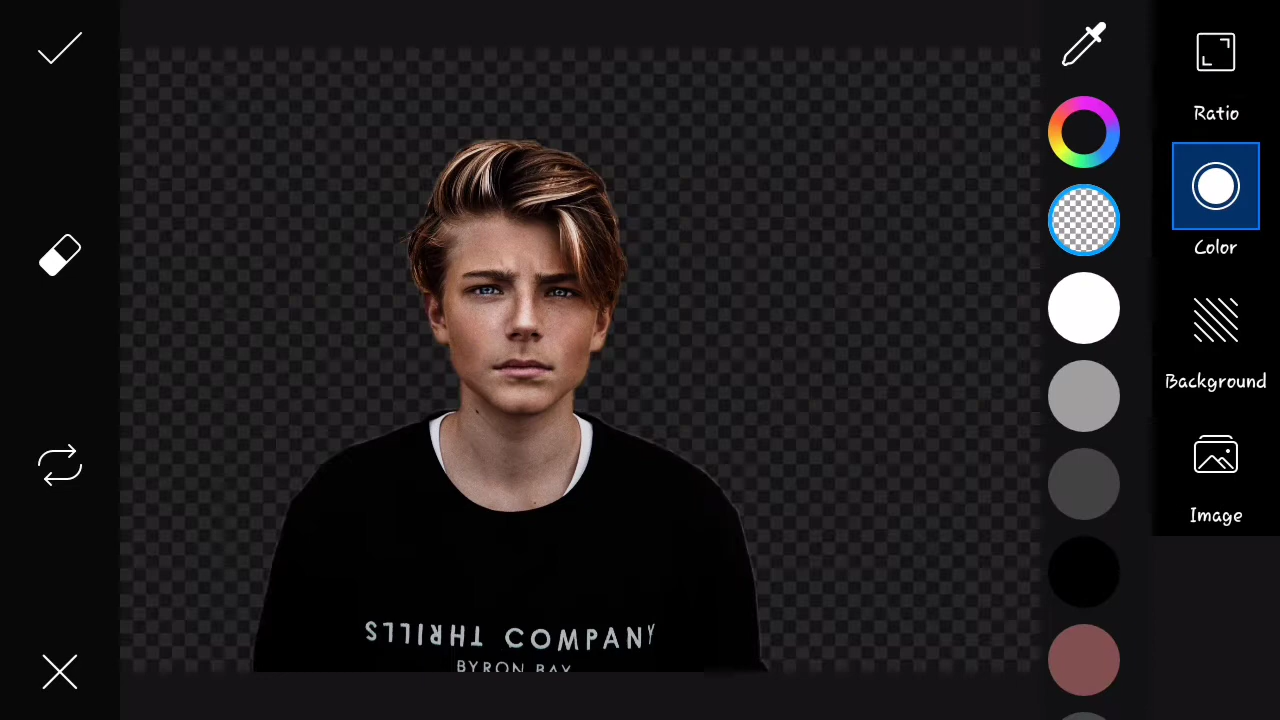 Ratio
Color
Background
Image
THRILLS COMPANY
BYRON BAY